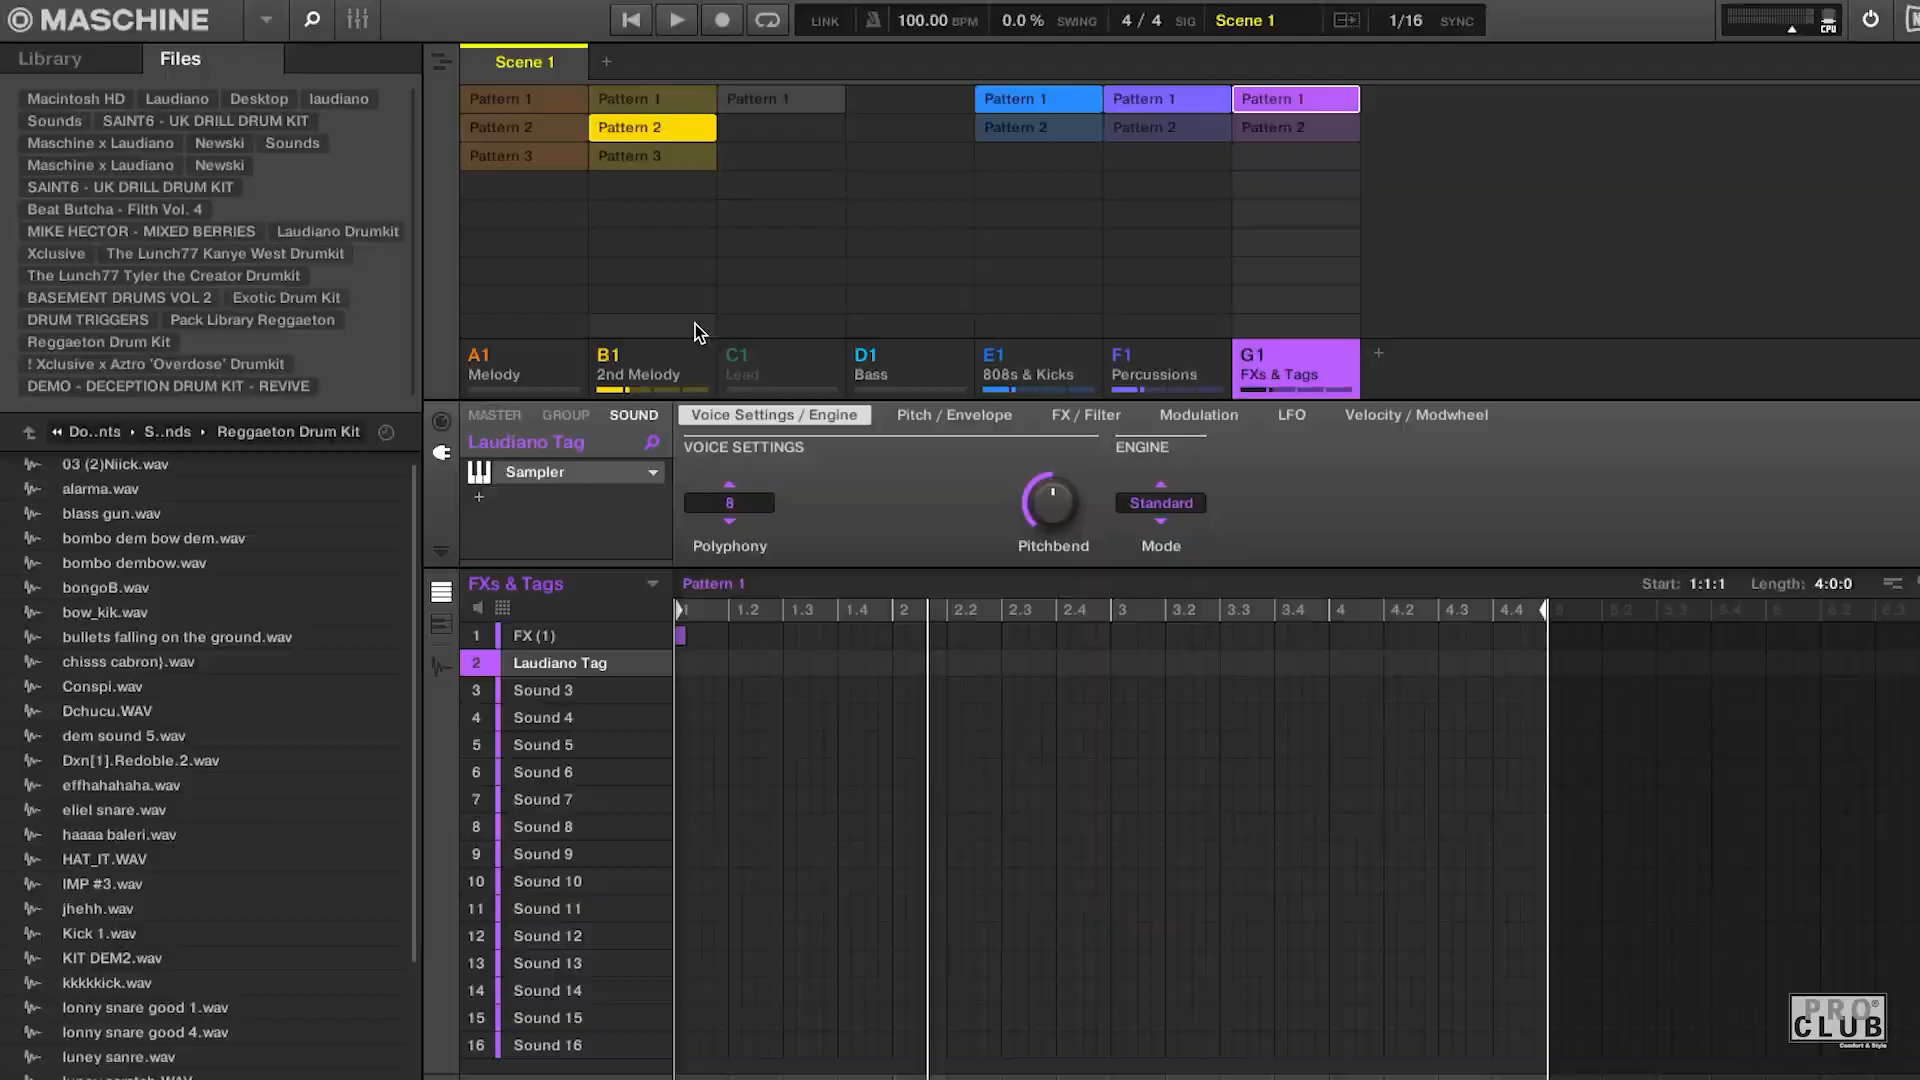 MASCHINE
LINK 100.00 BPM 0.0 % SWING 4 / 4 SIG Scene 1 1/16 SYNC
CPU
Library Files
Scene 1 +
Macintosh HD Laudiano Desktop laudiano
Sounds SAINT6 - UK DRILL DRUM KIT
Maschine x Laudiano Newski Sounds
Maschine x Laudiano Newski
SAINT6 - UK DRILL DRUM KIT
Beat Butcha - Filth Vol. 4
MIKE HECTOR - MIXED BERRIES Laudiano Drumkit
Xclusive The Lunch77 Kanye West Drumkit
The Lunch77 Tyler the Creator Drumkit
BASEMENT DRUMS VOL 2 Exotic Drum Kit
DRUM TRIGGERS Pack Library Reggaeton
Reggaeton Drum Kit
! Xclusive x Aztro 'Overdose' Drumkit
DEMO - DECEPTION DRUM KIT - REVIVE
Pattern 1 Pattern 1 Pattern 1 Pattern 1 Pattern 1 Pattern 1
Pattern 2 Pattern 2 Pattern 2 Pattern 2 Pattern 2
Pattern 3 Pattern 3
A1 B1 C1 D1 E1 F1 G1 +
Melody 2nd Melody Lead Bass 808s & Kicks Percussions FXs & Tags
Do..nts S..nds Reggaeton Drum Kit
03 (2)Niick.wav
alarma.wav
blass gun.wav
bombo dem bow dem.wav
bombo dembow.wav
bongoB.wav
bow_kik.wav
bullets falling on the ground.wav
chisss cabron}.wav
Conspi.wav
Dchucu.WAV
dem sound 5.wav
Dxn[1].Redoble.2.wav
effhahahaha.wav
eliel snare.wav
haaaa baleri.wav
HAT_IT.WAV
IMP #3.wav
jhehh.wav
Kick 1.wav
KIT DEM2.wav
kkkkkick.wav
lonny snare good 1.wav
lonny snare good 4.wav
luney sanre.wav
MASTER GROUP SOUND Voice Settings / Engine Pitch / Envelope FX / Filter Modulation LFO Velocity / Modwheel
Laudiano Tag VOICE SETTINGS ENGINE
Sampler
+
8 Standard
Polyphony Pitchbend Mode
FXs & Tags Pattern 1 Start: 1:1:1 Length: 4:0:0
1 1.2 1.3 1.4 2 2.2 2.3 2.4 3 3.2 3.3 3.4 4 4.2 4.3 4.4 5 5.2 5.3 5.4 6 6.2 6.3
1 FX (1)
2 Laudiano Tag
3 Sound 3
4 Sound 4
5 Sound 5
6 Sound 6
7 Sound 7
8 Sound 8
9 Sound 9
10 Sound 10
11 Sound 11
12 Sound 12
13 Sound 13
14 Sound 14
15 Sound 15
16 Sound 16
PRO
CLUB
Comfort & Style